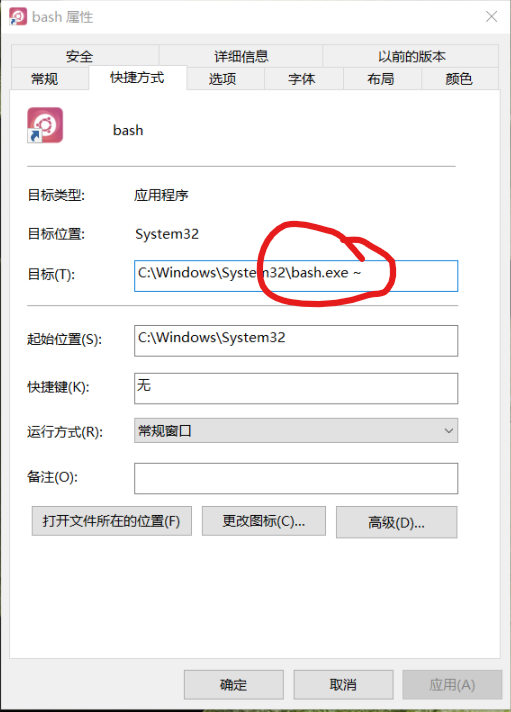 bash 属性
安全 详细信息 以前的版本
常规 快捷方式 选项 字体 布局 颜色
bash
目标类型: 应用程序
目标位置: System32
目标(T): C:\Windows\System32\bash.exe ~
起始位置(S): C:\Windows\System32
快捷键(K): 无
运行方式(R): 常规窗口
备注(O):
打开文件所在的位置(F) 更改图标(C)... 高级(D)...
确定 取消 应用(A)